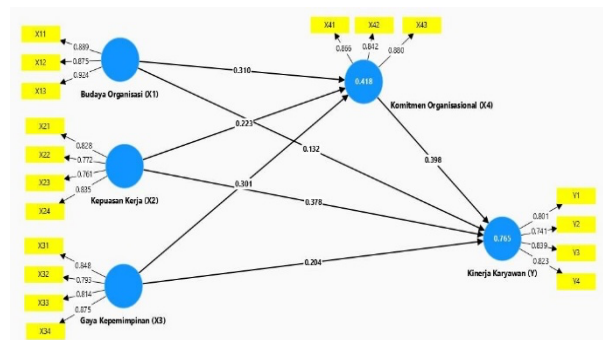 X11
X12
X13
0.889
0.875
0.924
Budaya Organisasi (X1)
X21
X22
X23
X24
0.828
0.772
0.761
0.835
Kepuasan Kerja (X2)
X31
X32
X33
X34
0.848
0.793
0.814
0.875
Gaya Kepemimpinan (X3)
0.310
0.223
0.301
0.132
0.378
0.204
0.398
X41
X42
X43
0.866
0.842
0.880
0.418
Komitmen Organisasional (X4)
0.765
Kinerja Karyawan (Y)
0.801
0.741
0.839
0.823
Y1
Y2
Y3
Y4